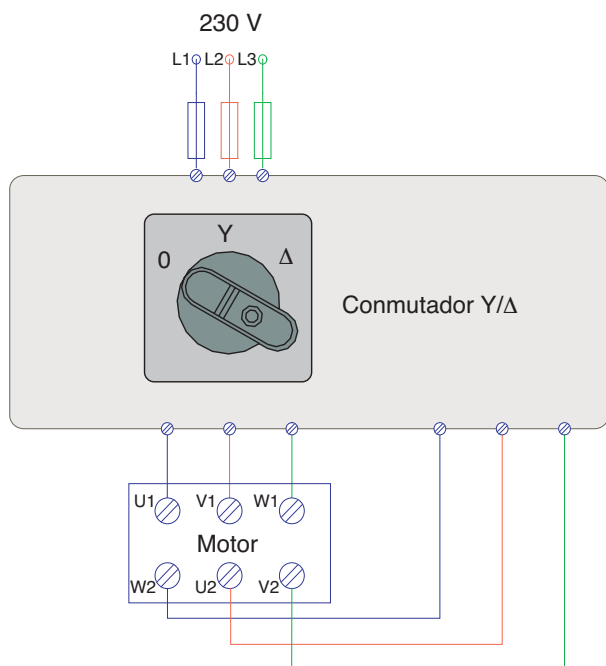 230 V
L1 L2 L3
Y
0 Δ
Conmutador Y/Δ
U1 V1 W1
Motor
W2 U2 V2